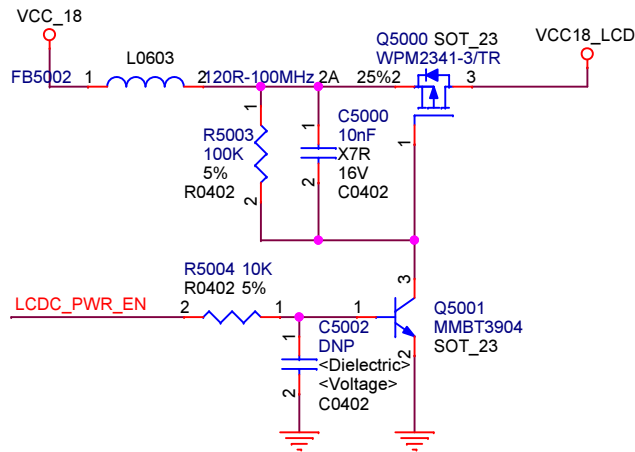 VCC_18
Q5000 SOT_23
WPM2341-3/TR
VCC18_LCD
L0603
FB5002 1 2 120R-100MHz 2A 25% 2 3
1 1 1
R5003
100K
5%
R0402
2
C5000
10nF
X7R
16V
C0402
2
R5004 10K
R0402 5%
LCDC_PWR_EN
2 1 1 3
Q5001
MMBT3904
SOT_23
2
1
C5002
DNP
<Dielectric>
<Voltage>
C0402
2